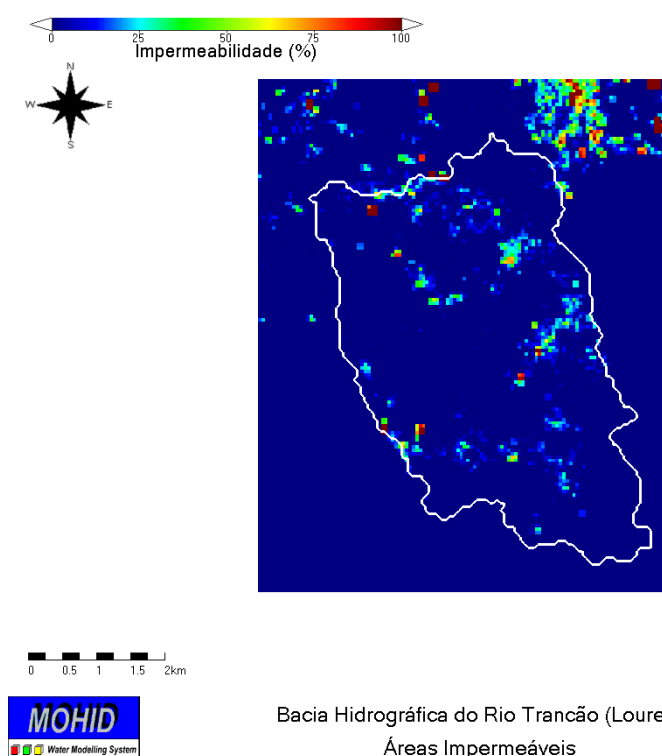 0 25 50 75 100
Impermeabilidade (%)
N
W E
S
0 0.5 1 1.5 2km
MOHID
Water Modelling System
Bacia Hidrográfica do Rio Trancão (Loure
Áreas Impermeáveis